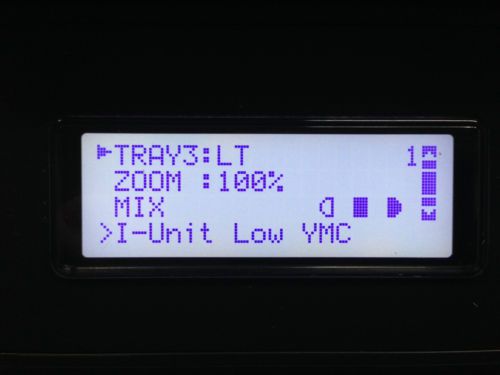 TRAY3:LT 1
ZOOM :100%
MIX
>I-Unit Low YMC